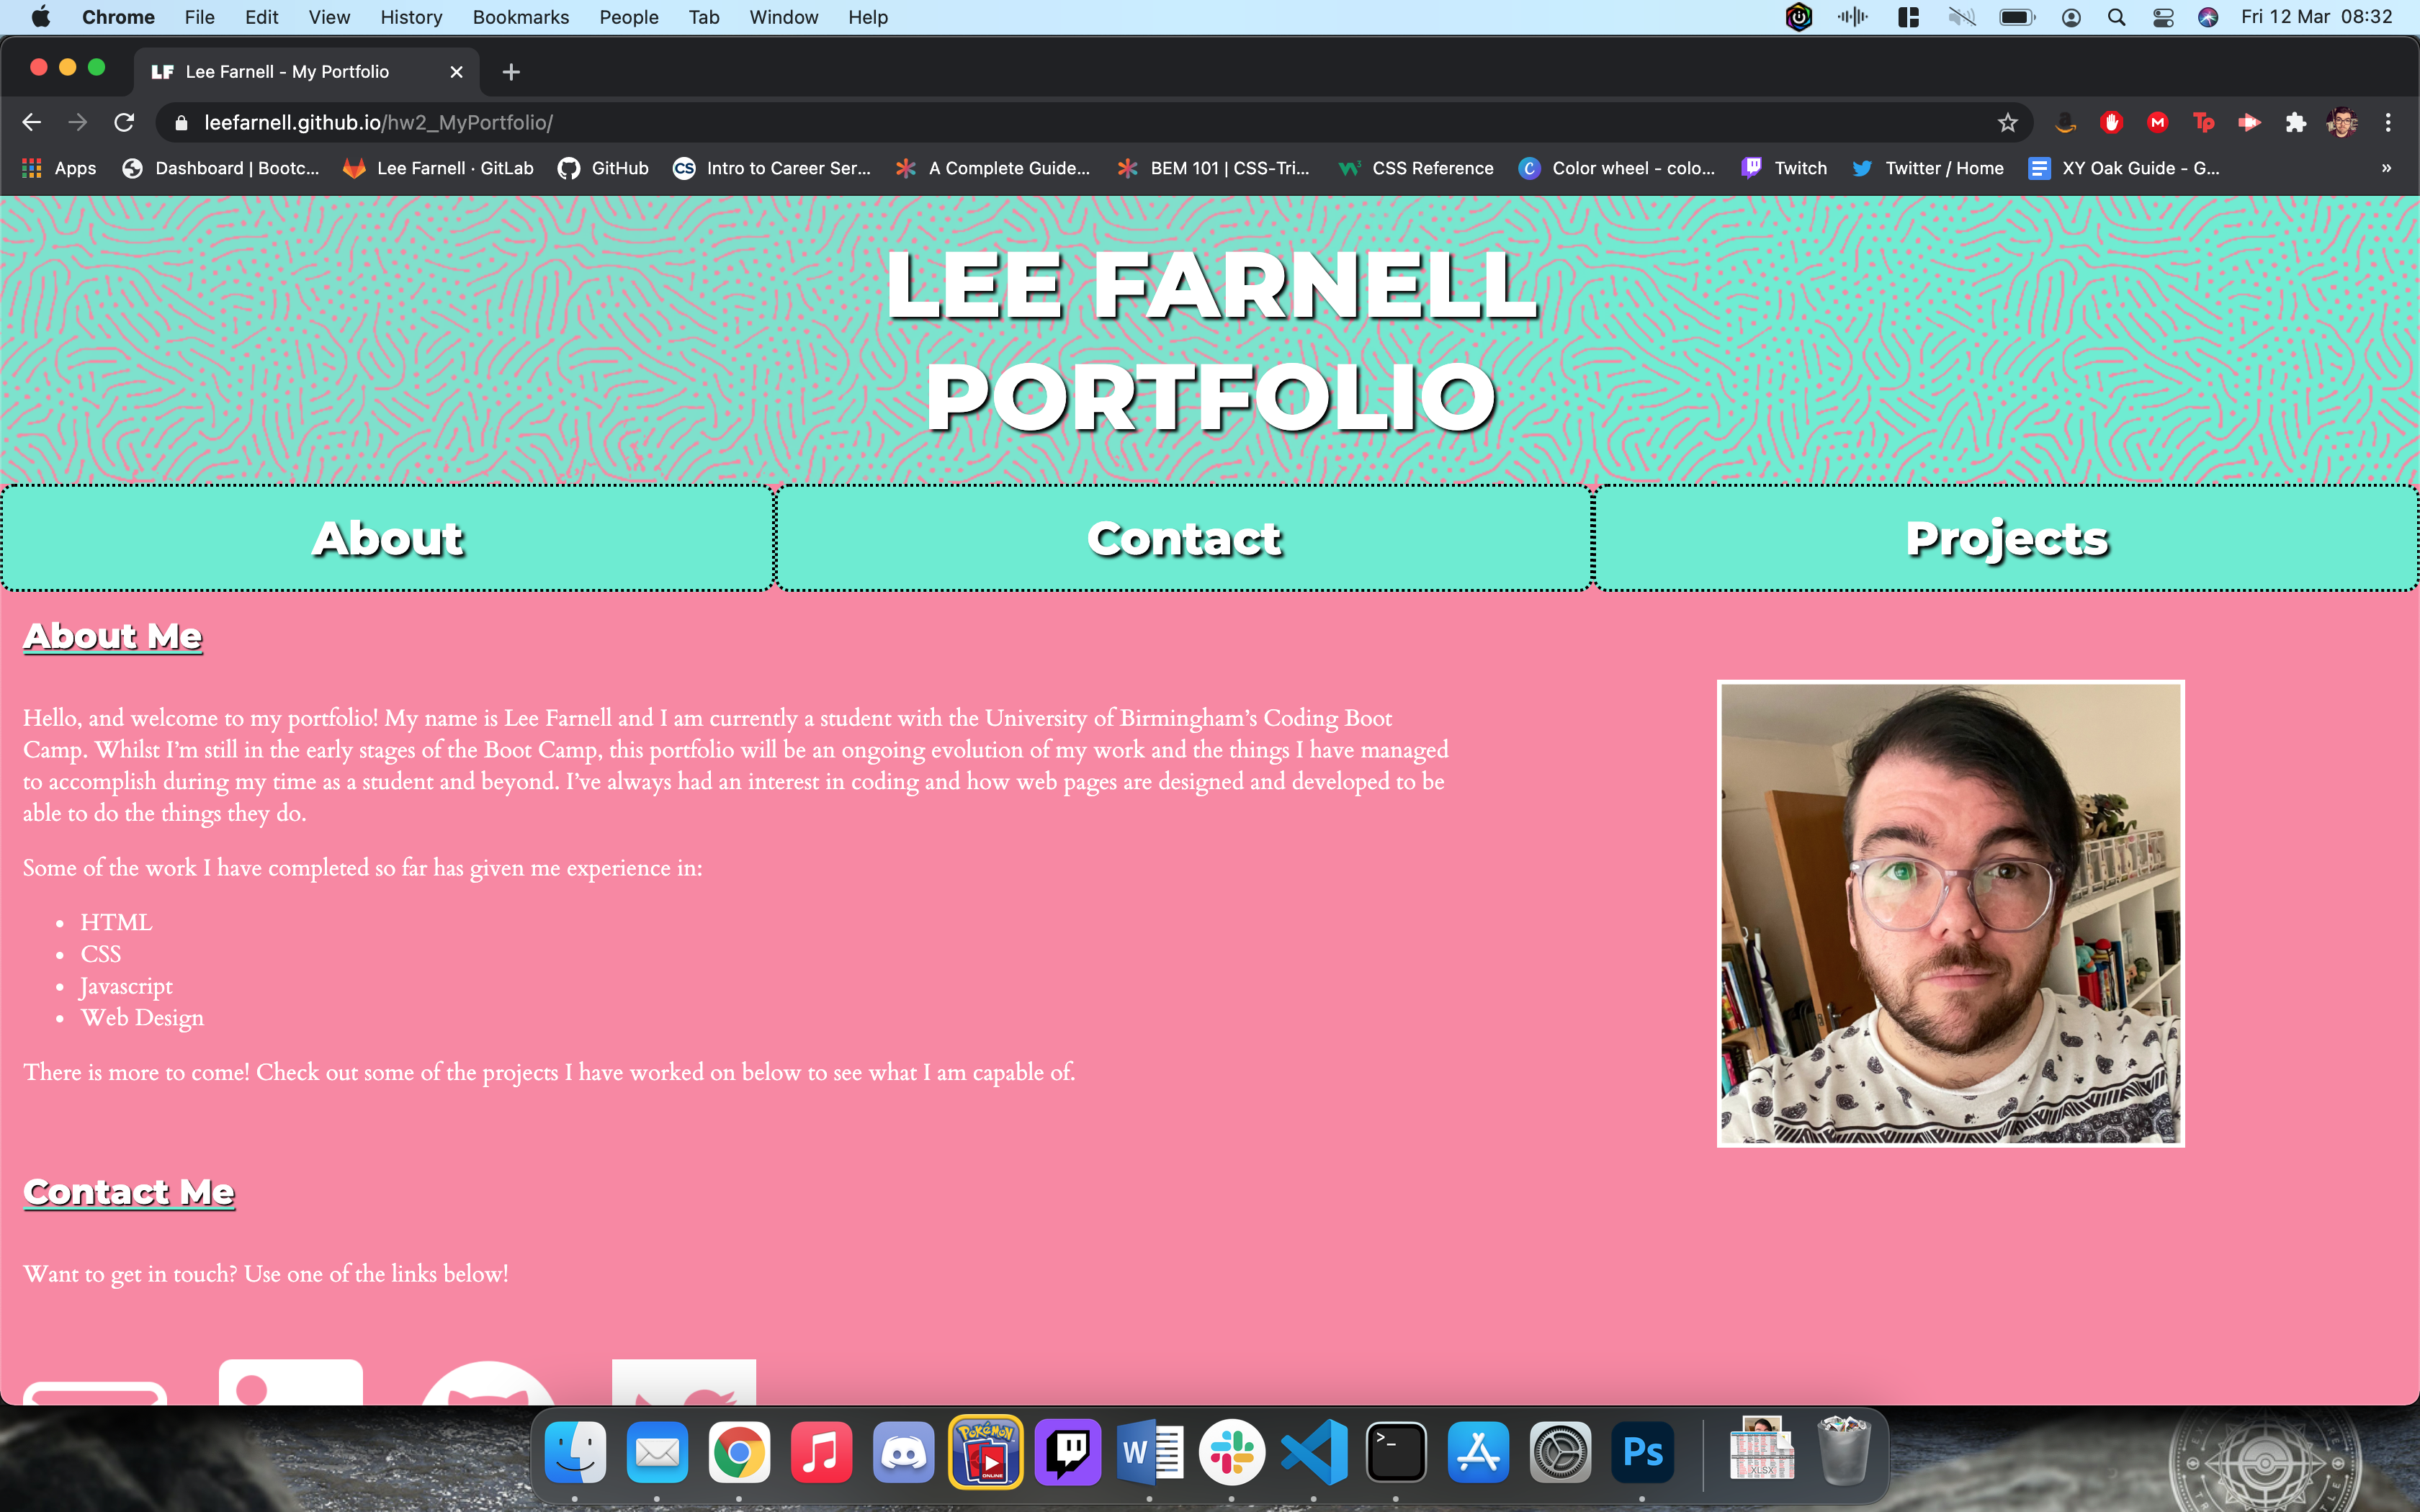 Chrome File Edit View History Bookmarks People Tab Window Help Fri 12 Mar 08:32
LF Lee Farnell - My Portfolio
leefarnell.github.io/hw2_MyPortfolio/
M Tp
Apps Dashboard | Bootc... Lee Farnell · GitLab GitHub CS Intro to Career Ser... A Complete Guide... BEM 101 | CSS-Tri... W3 CSS Reference C Color wheel - colo... Twitch Twitter / Home XY Oak Guide - G... »
LEE FARNELL
PORTFOLIO
About Contact Projects
About Me
Hello, and welcome to my portfolio! My name is Lee Farnell and I am currently a student with the University of Birmingham’s Coding Boot
Camp. Whilst I’m still in the early stages of the Boot Camp, this portfolio will be an ongoing evolution of my work and the things I have managed
to accomplish during my time as a student and beyond. I’ve always had an interest in coding and how web pages are designed and developed to be
able to do the things they do.
Some of the work I have completed so far has given me experience in:
• HTML
• CSS
• Javascript
• Web Design
There is more to come! Check out some of the projects I have worked on below to see what I am capable of.
Contact Me
Want to get in touch? Use one of the links below!
POKÉMON
ONLINE
W
>_
Ps
XLSX